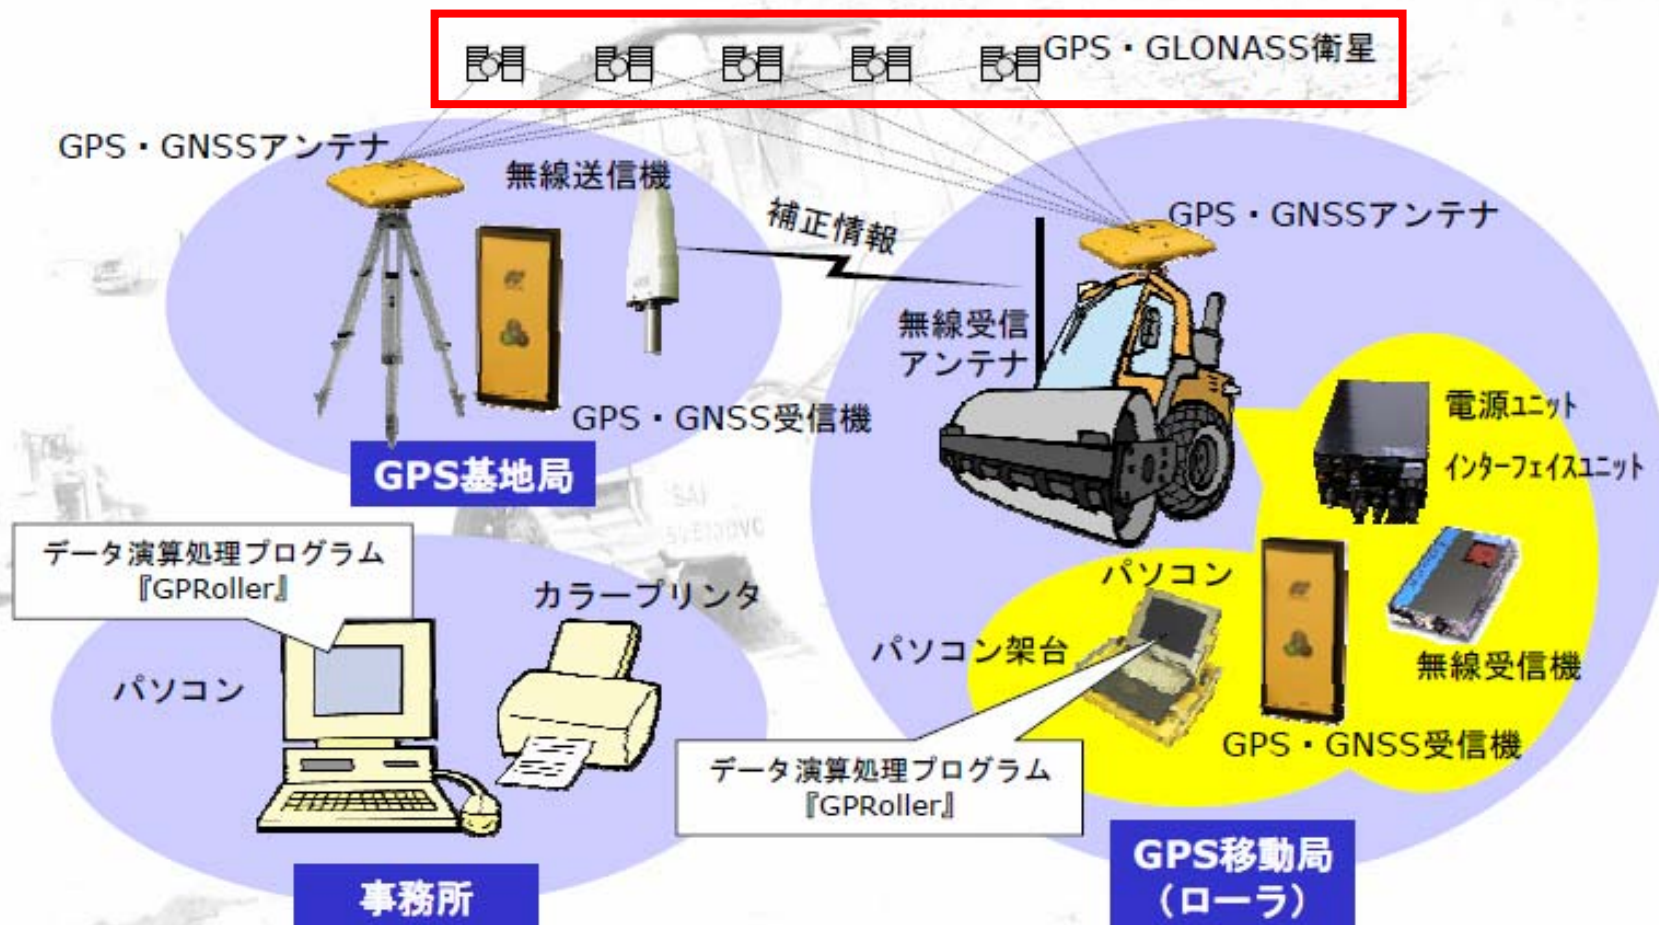 GPS・GLONASS衛星
GPS・GNSSアンテナ
無線送信機
補正情報
GPS・GNSSアンテナ
無線受信
アンテナ
GPS・GNSS受信機
GPS基地局
電源ユニット
インターフェイスユニット
データ演算処理プログラム
『GPRoller』
カラープリンタ
パソコン
パソコン
パソコン架台
無線受信機
GPS・GNSS受信機
データ演算処理プログラム
『GPRoller』
事務所
GPS移動局
（ローラ）